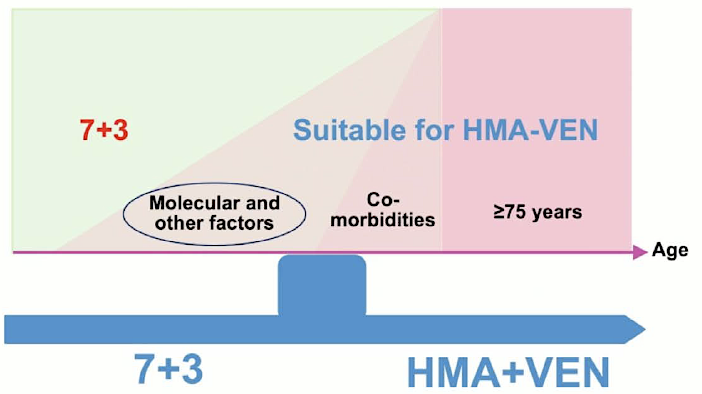 7+3
Suitable for HMA-VEN
Molecular and
other factors
Co-
morbidities
≥75 years
Age
7+3
HMA+VEN